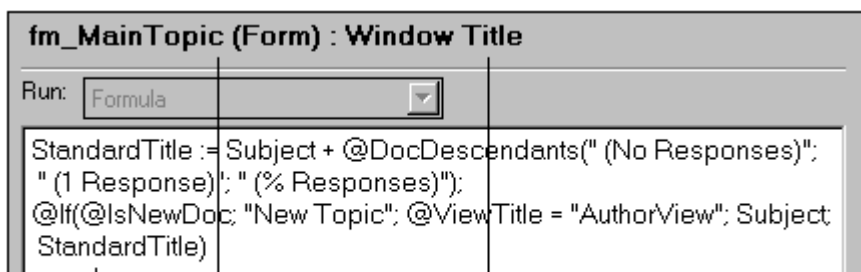 fm_MainTopic (Form) : Window Title
Run: Formula
StandardTitle := Subject + @DocDescendants(" (No Responses)";
" (1 Response)"; " (% Responses)");
@If(@IsNewDoc; "New Topic"; @ViewTitle = "AuthorView"; Subject;
StandardTitle)